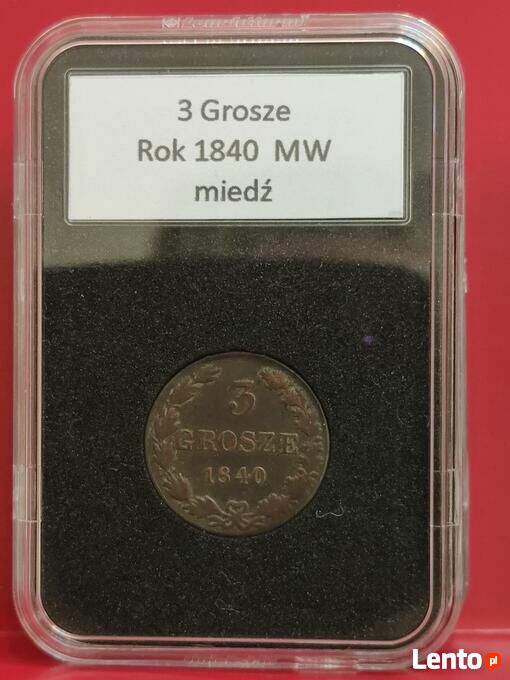 3 Grosze
Rok 1840 MW
miedź
3
GROSZE
1840
Lento.pl